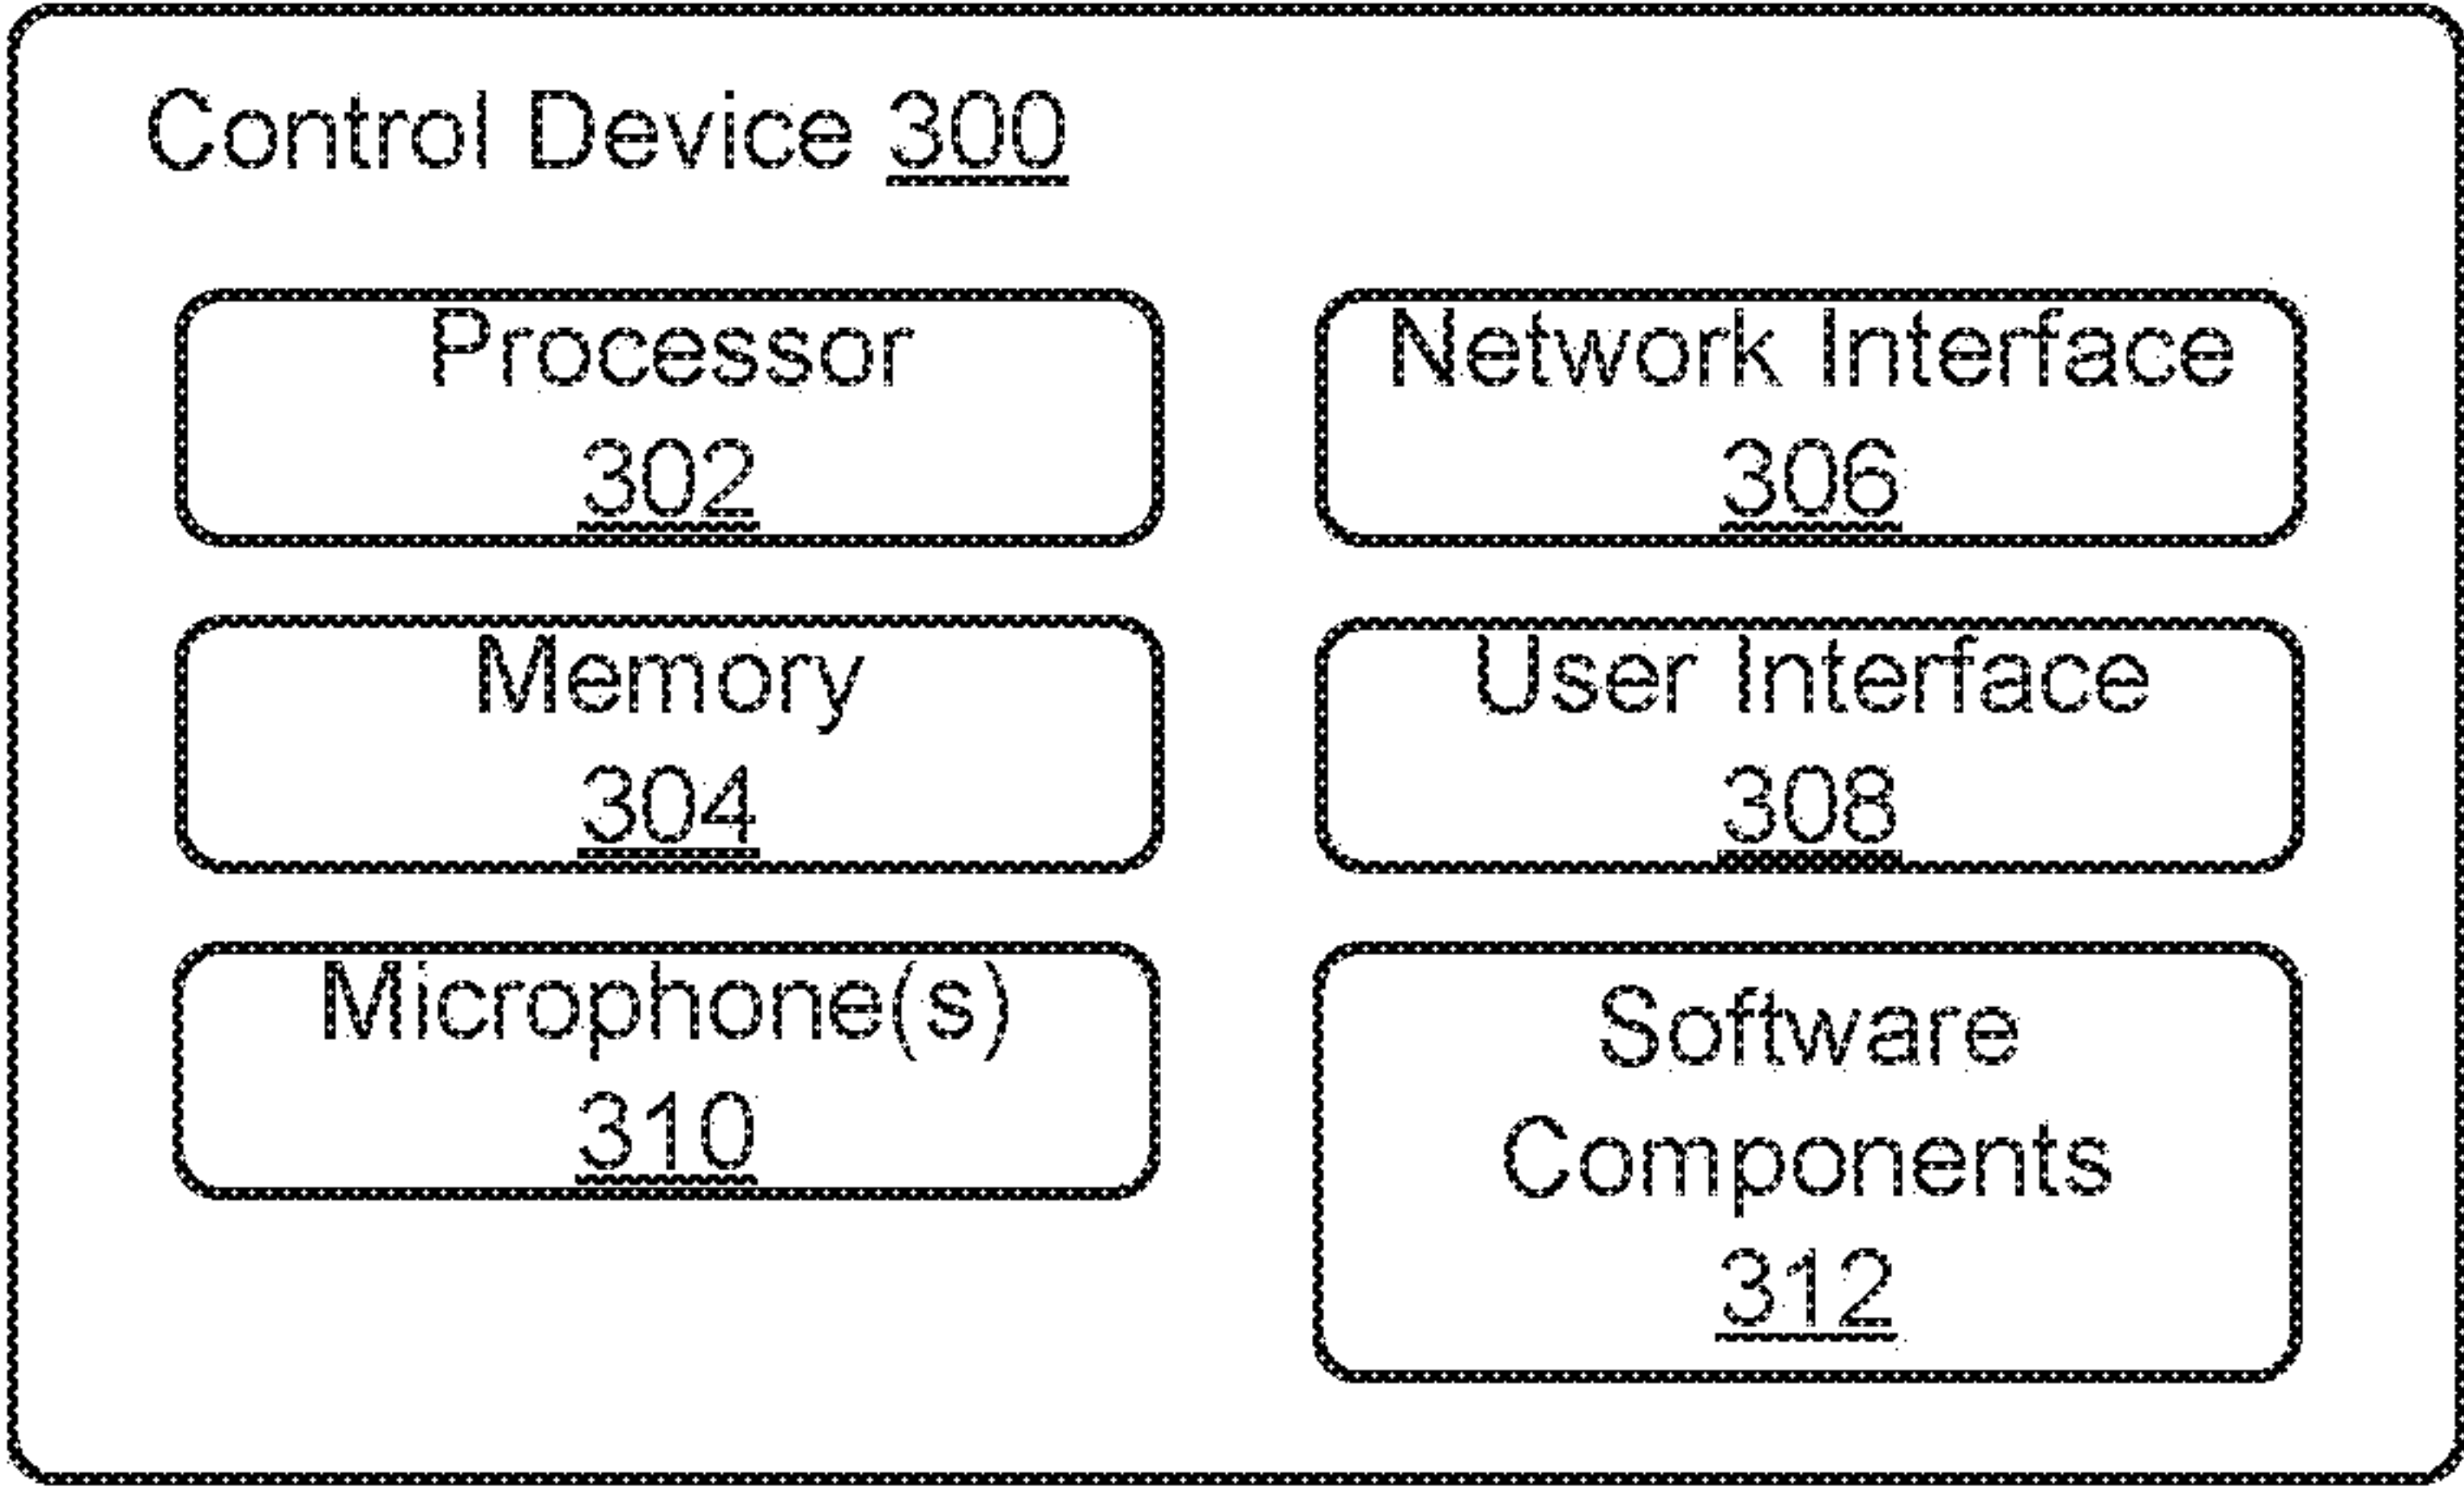 Control Device 300
Processor
302
Network Interface
306
Memory
304
User Interface
308
Microphone(s)
310
Software
Components
312